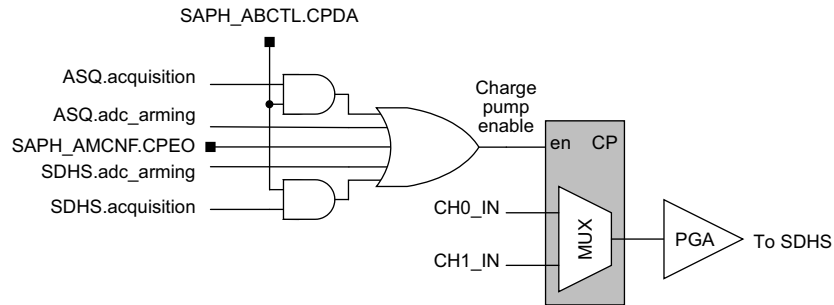 SAPH_ABCTL.CPDA
ASQ.acquisition
ASQ.adc_arming
SAPH_AMCNF.CPEO
SDHS.adc_arming
SDHS.acquisition
Charge
pump
enable
en CP
CH0_IN
CH1_IN
MUX
PGA
To SDHS